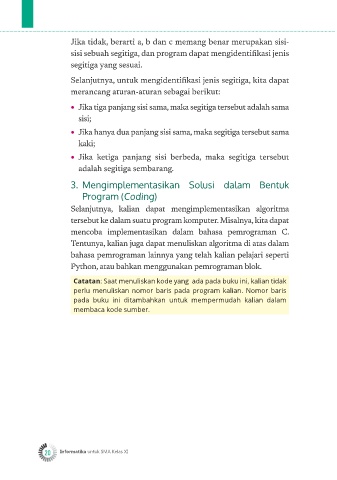 Jika tidak, berarti a, b dan c memang benar merupakan sisi-
sisi sebuah segitiga, dan program dapat mengidentifikasi jenis
segitiga yang sesuai.
Selanjutnya, untuk mengidentifikasi jenis segitiga, kita dapat
merancang aturan-aturan sebagai berikut:
• Jika tiga panjang sisi sama, maka segitiga tersebut adalah sama
sisi;
• Jika hanya dua panjang sisi sama, maka segitiga tersebut sama
kaki;
• Jika ketiga panjang sisi berbeda, maka segitiga tersebut
adalah segitiga sembarang.
3. Mengimplementasikan Solusi dalam Bentuk
Program (Coding)
Selanjutnya, kalian dapat mengimplementasikan algoritma
tersebut ke dalam suatu program komputer. Misalnya, kita dapat
mencoba implementasikan dalam bahasa pemrograman C.
Tentunya, kalian juga dapat menuliskan algoritma di atas dalam
bahasa pemrograman lainnya yang telah kalian pelajari seperti
Python, atau bahkan menggunakan pemrograman blok.
Catatan: Saat menuliskan kode yang ada pada buku ini, kalian tidak
perlu menuliskan nomor baris pada program kalian. Nomor baris
pada buku ini ditambahkan untuk mempermudah kalian dalam
membaca kode sumber.
20 Informatika untuk SMA Kelas XI